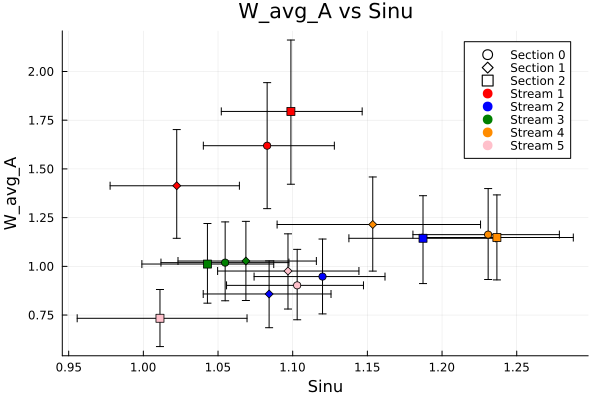 W_avg_A vs Sinu
W_avg_A
2.00
1.75
1.50
1.25
1.00
0.75
Section 0
Section 1
Section 2
Stream 1
Stream 2
Stream 3
Stream 4
Stream 5
0.95 1.00 1.05 1.10 1.15 1.20 1.25
Sinu